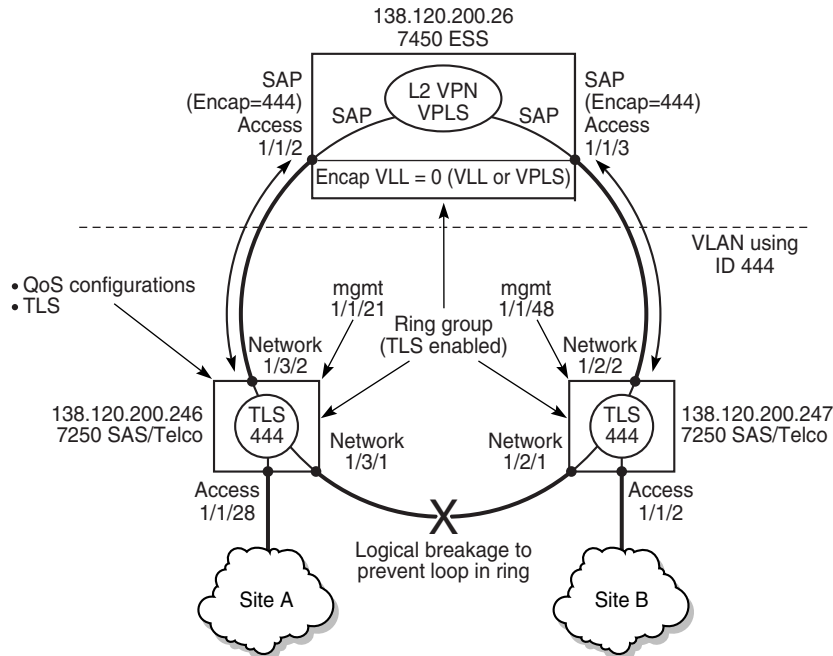 138.120.200.26
7450 ESS
SAP
(Encap=444)
Access
1/1/2
SAP
L2 VPN
VPLS
SAP
SAP
(Encap=444)
Access
1/1/3
Encap VLL = 0 (VLL or VPLS)
VLAN using
ID 444
• QoS configurations
• TLS
mgmt
1/1/21
Ring group
(TLS enabled)
mgmt
1/1/48
Network
1/3/2
Network
1/2/2
138.120.200.246
7250 SAS/Telco
TLS
444
Network
1/3/1
Network
1/2/1
TLS
444
138.120.200.247
7250 SAS/Telco
Access
1/1/28
X
Logical breakage to
prevent loop in ring
Access
1/1/2
Site A
Site B